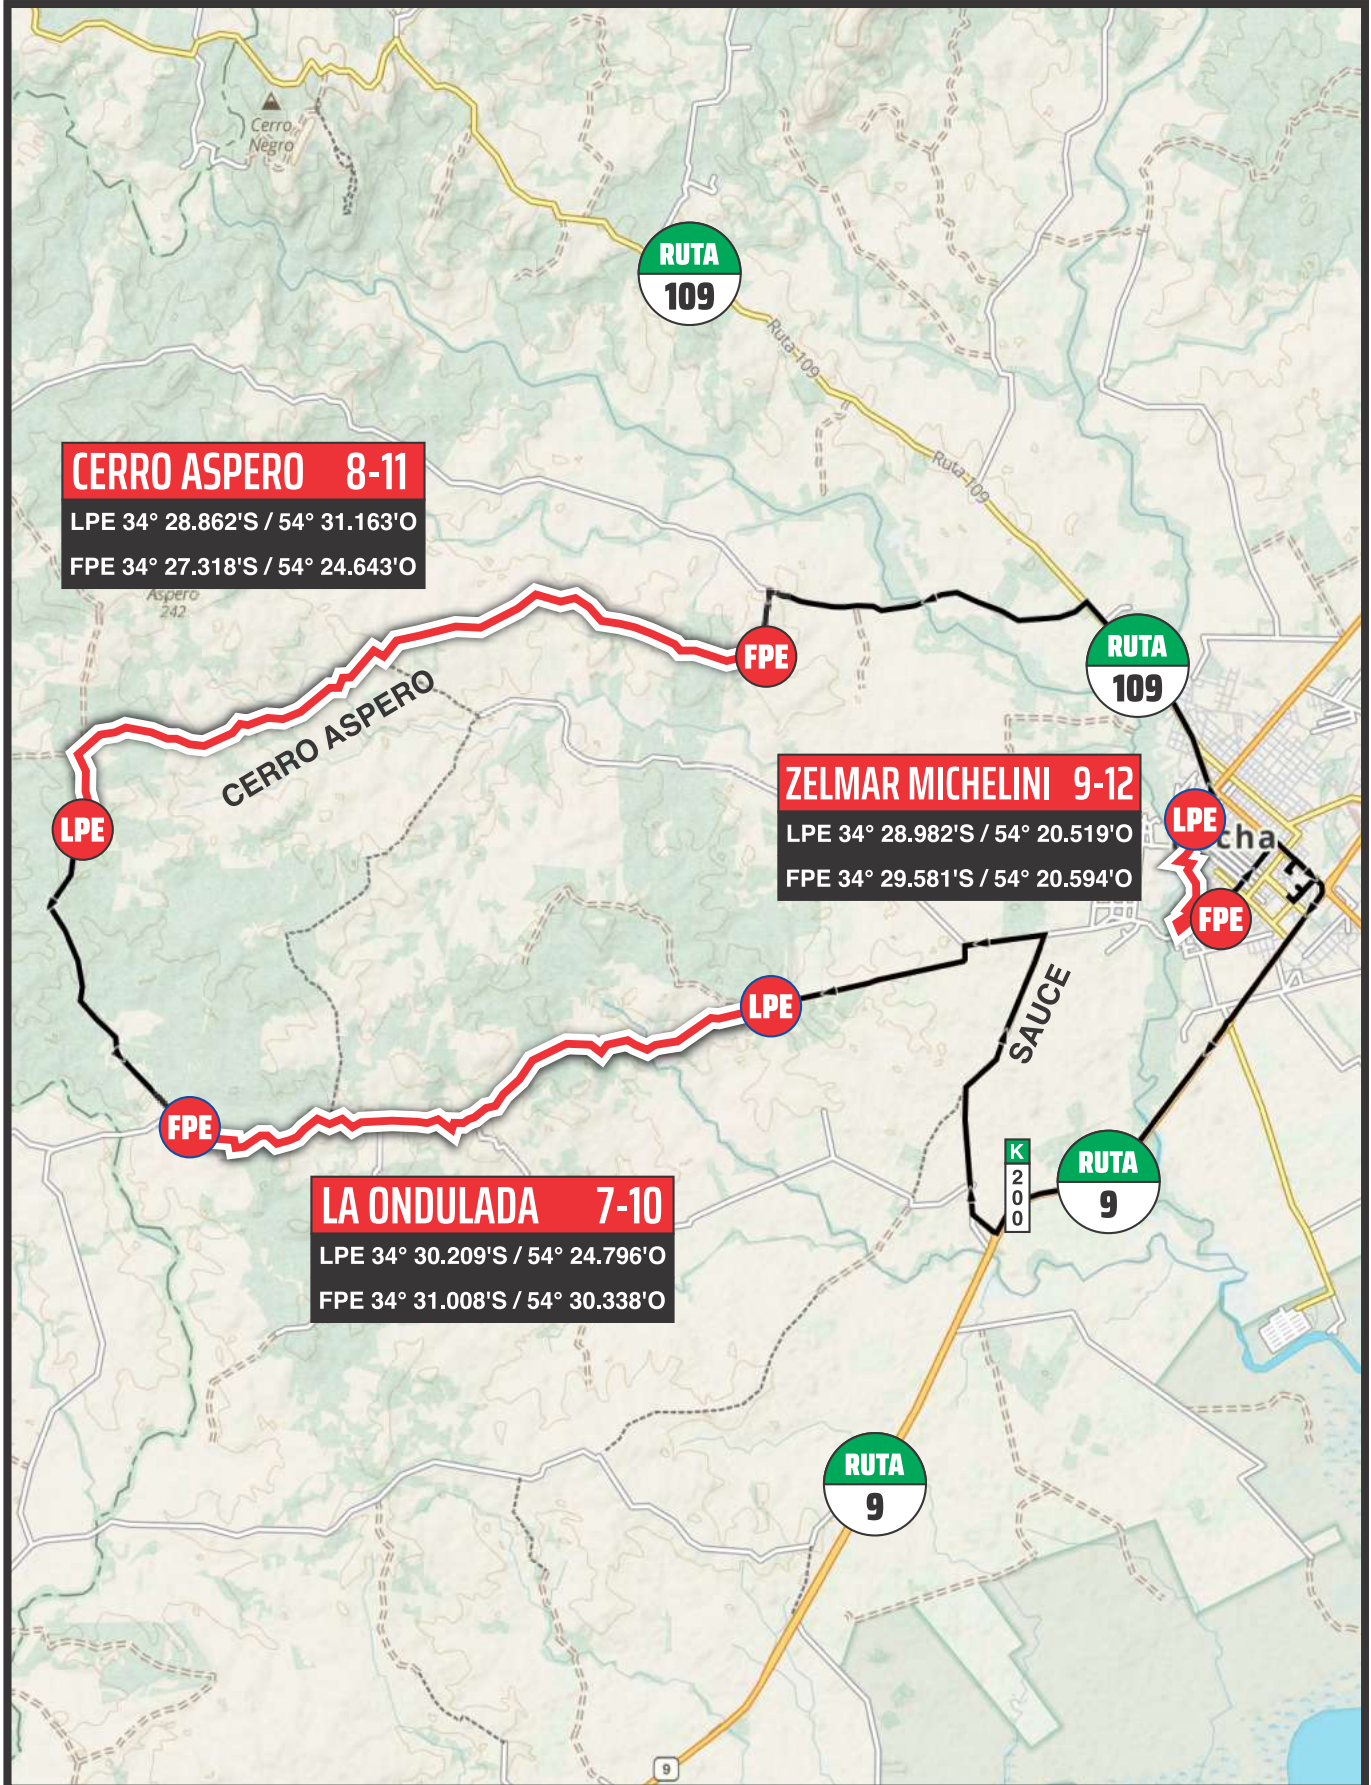 Cerro
Negro
RUTA
109
Ruta 109
Ruta 109
CERRO ASPERO 8-11
LPE 34° 28.862'S / 54° 31.163'O
FPE 34° 27.318'S / 54° 24.643'O
Aspero
242
FPE
RUTA
109
CERRO ASPERO
ZELMAR MICHELINI 9-12
LPE 34° 28.982'S / 54° 20.519'O
FPE 34° 29.581'S / 54° 20.594'O
LPE
LPE
cha
FPE
LPE
SAUCE
FPE
K
2
0
0
RUTA
9
LA ONDULADA 7-10
LPE 34° 30.209'S / 54° 24.796'O
FPE 34° 31.008'S / 54° 30.338'O
RUTA
9
9